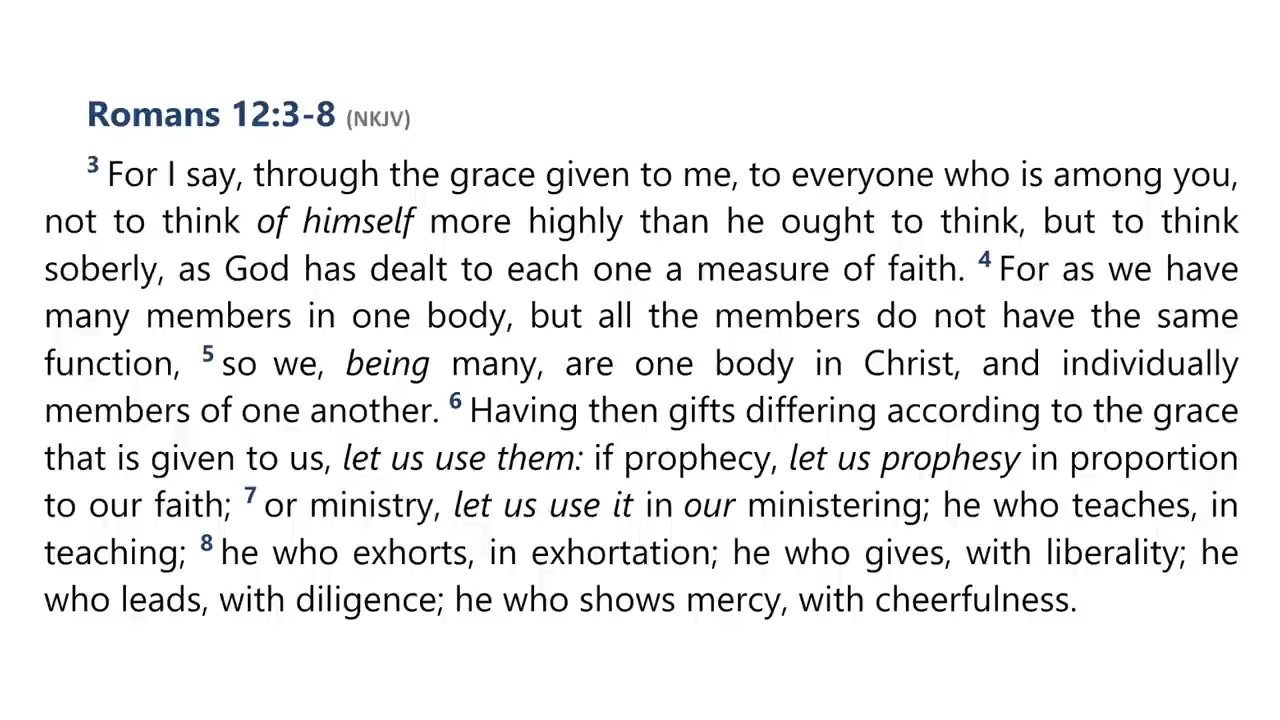 Romans 12:3-8 (NKJV)
3 For I say, through the grace given to me, to everyone who is among you,
not to think of himself more highly than he ought to think, but to think
soberly, as God has dealt to each one a measure of faith. 4 For as we have
many members in one body, but all the members do not have the same
function, 5 so we, being many, are one body in Christ, and individually
members of one another. 6 Having then gifts differing according to the grace
that is given to us, let us use them: if prophecy, let us prophesy in proportion
to our faith; 7 or ministry, let us use it in our ministering; he who teaches, in
teaching; 8 he who exhorts, in exhortation; he who gives, with liberality; he
who leads, with diligence; he who shows mercy, with cheerfulness.